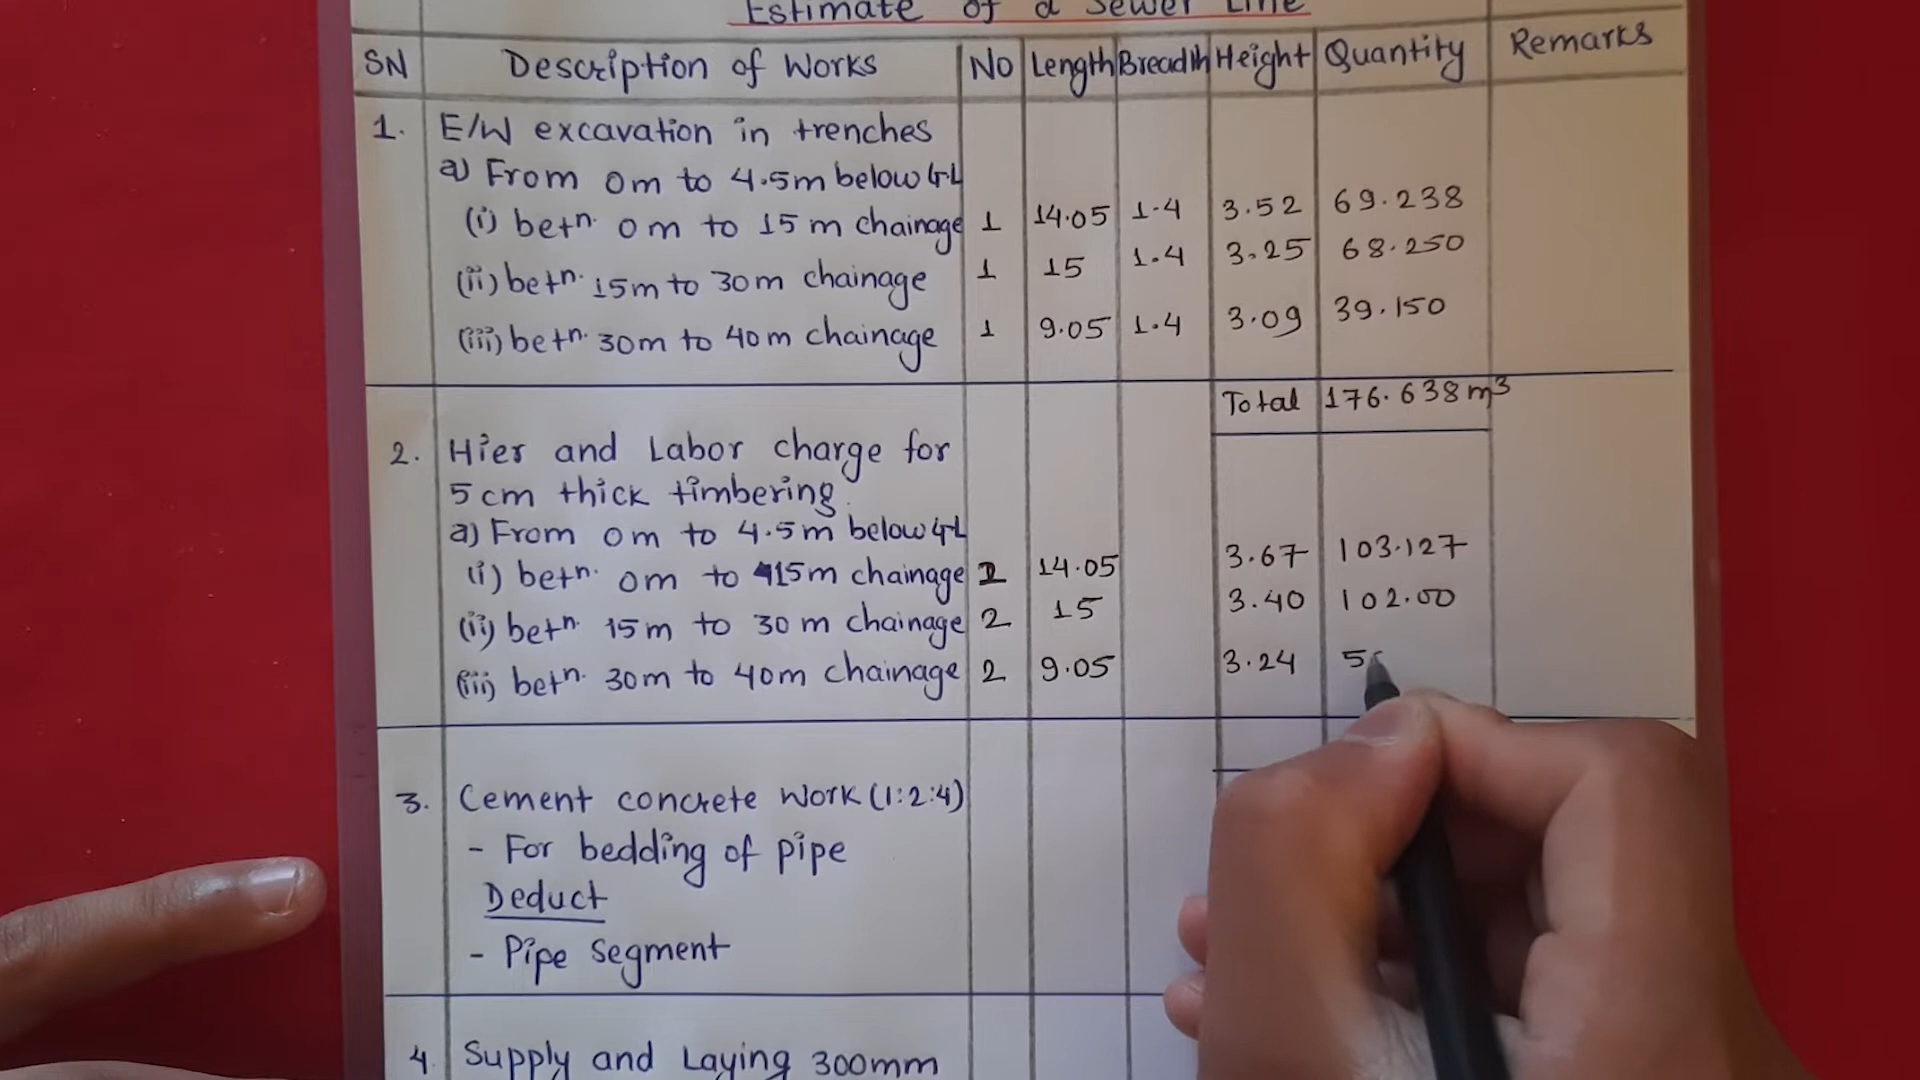 Estimate of a Sewer Line
SN Description of Works No Length Breadth Height Quantity Remarks
1. E/W excavation in trenches
a) From 0m to 4.5m below G.L
(i) betn. 0m to 15m chainage 1 14.05 1.4 3.52 69.238
(ii) betn. 15m to 30m chainage 1 15 1.4 3.25 68.250
(iii) betn. 30m to 40m chainage 1 9.05 1.4 3.09 39.150
Total 176.638 m³
2. Hier and Labor charge for
5cm thick timbering.
a) From 0m to 4.5m below G.L
(i) betn. 0m to 15m chainage 2 14.05 3.67 103.127
(ii) betn. 15m to 30m chainage 2 15 3.40 102.00
(iii) betn. 30m to 40m chainage 2 9.05 3.24 5
3. Cement concrete work (1:2:4)
- For bedding of pipe
Deduct
- Pipe segment
4. Supply and Laying 300mm